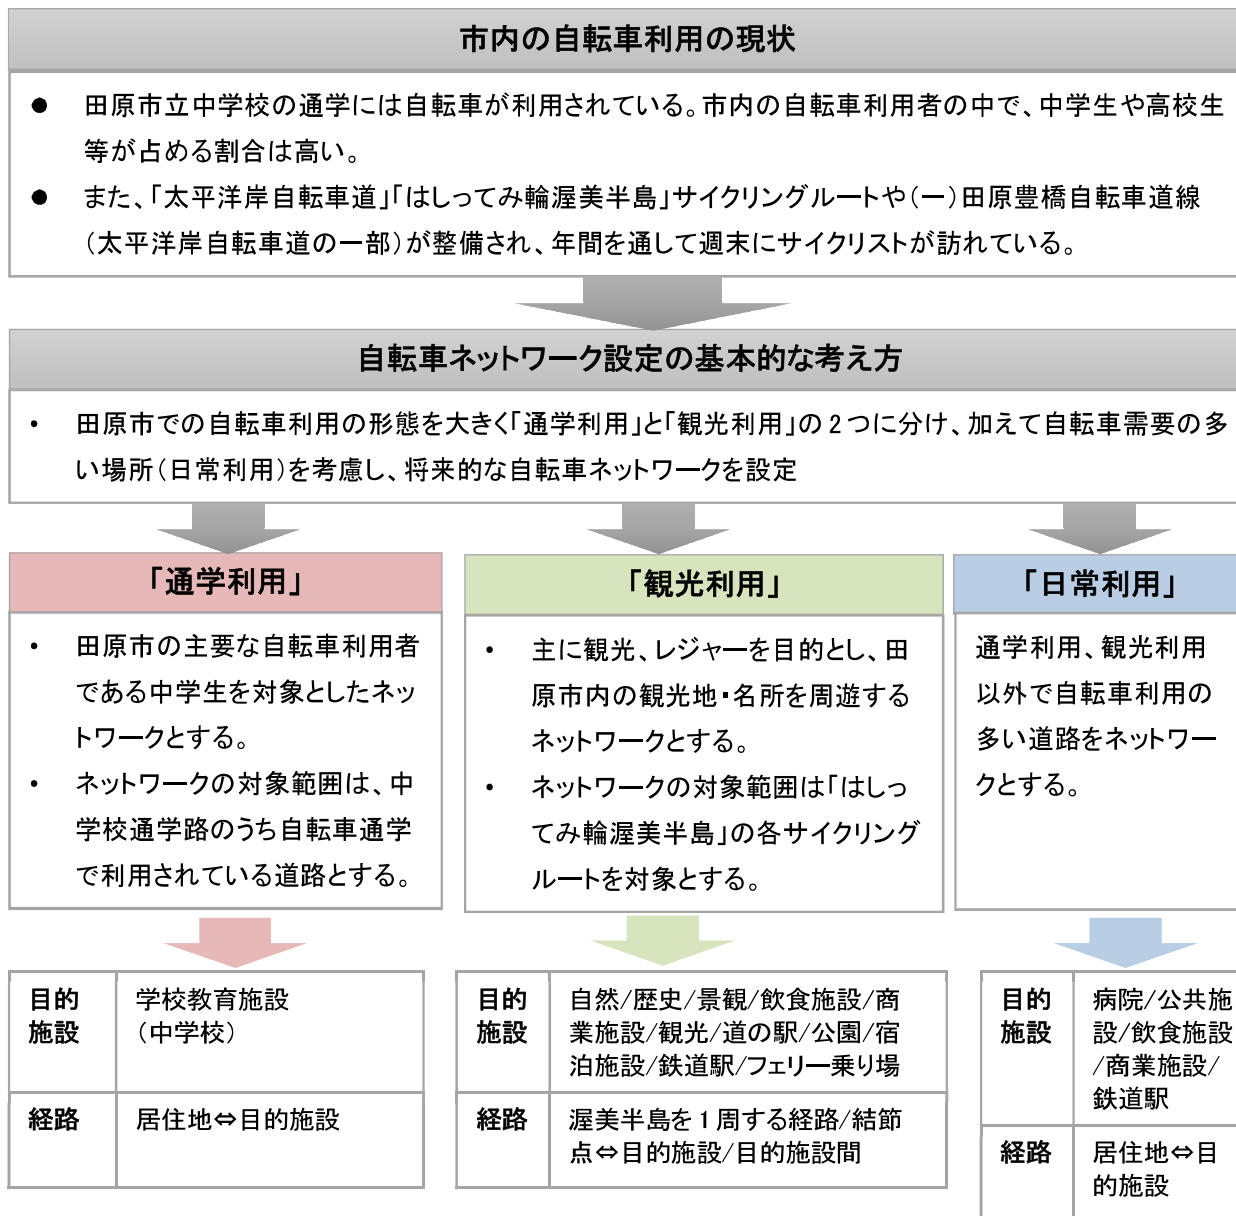 市内の自転車利用の現状
● 田原市立中学校の通学には自転車が利用されている。市内の自転車利用者の中で、中学生や高校生
等が占める割合は高い。
● また、「太平洋岸自転車道」「はしってみ輪渥美半島」サイクリングルートや(一)田原豊橋自転車道線
(太平洋岸自転車道の一部)が整備され、年間を通して週末にサイクリストが訪れている。
自転車ネットワーク設定の基本的な考え方
・ 田原市での自転車利用の形態を大きく「通学利用」と「観光利用」の2つに分け、加えて自転車需要の多
い場所(日常利用)を考慮し、将来的な自転車ネットワークを設定
「通学利用」
・ 田原市の主要な自転車利用者
である中学生を対象としたネッ
トワークとする。
・ ネットワークの対象範囲は、中
学校通学路のうち自転車通学
で利用されている道路とする。
目的
施設
学校教育施設
(中学校)
経路
居住地⇔目的施設
「観光利用」
・ 主に観光、レジャーを目的とし、田
原市内の観光地・名所を周遊する
ネットワークとする。
・ ネットワークの対象範囲は「はしっ
てみ輪渥美半島」の各サイクリング
ルートを対象とする。
目的
施設
自然/歴史/景観/飲食施設/商
業施設/観光/道の駅/公園/宿
泊施設/鉄道駅/フェリー乗り場
経路
渥美半島を1周する経路/結節
点⇔目的施設/目的施設間
「日常利用」
通学利用、観光利用
以外で自転車利用の
多い道路をネットワー
クとする。
目的
施設
病院/公共施
設/飲食施設
/商業施設/
鉄道駅
経路
居住地⇔目
的施設